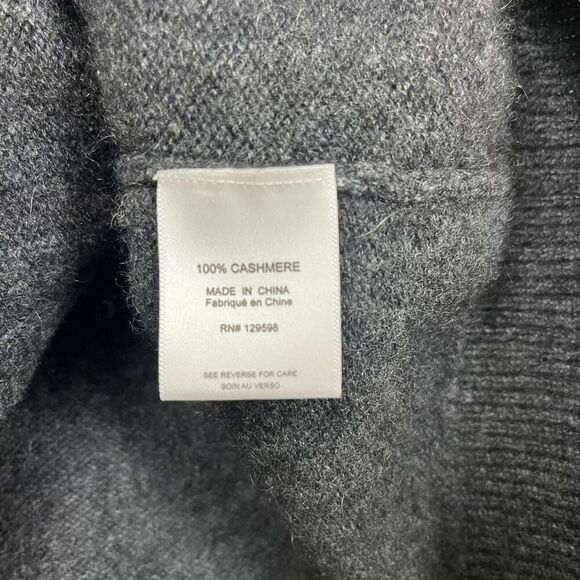 100% CASHMERE
MADE IN CHINA
Fabriqué en Chine
RN# 129598
SEE REVERSE FOR CARE
SOIN AU VERSO